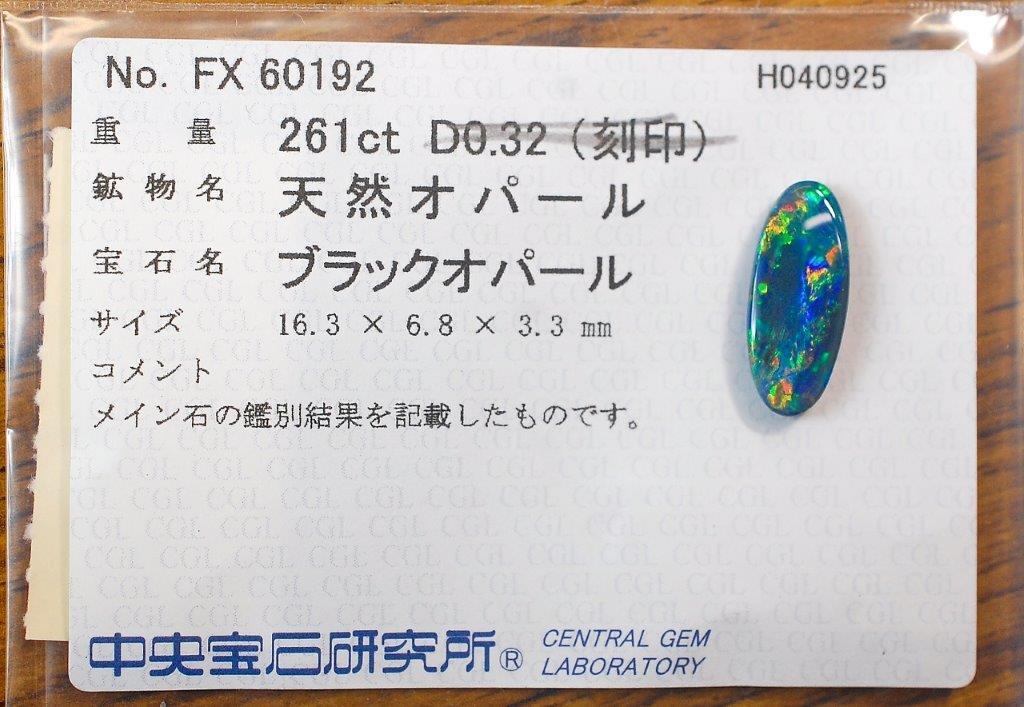 No. FX 60192 H040925
重量 261ct D0.32 (刻印)
鉱物名 天然オパール
宝石名 ブラックオパール
サイズ 16.3 × 6.8 × 3.3 mm
コメント
メイン石の鑑別結果を記載したものです。
中央宝石研究所® CENTRAL GEM
LABORATORY